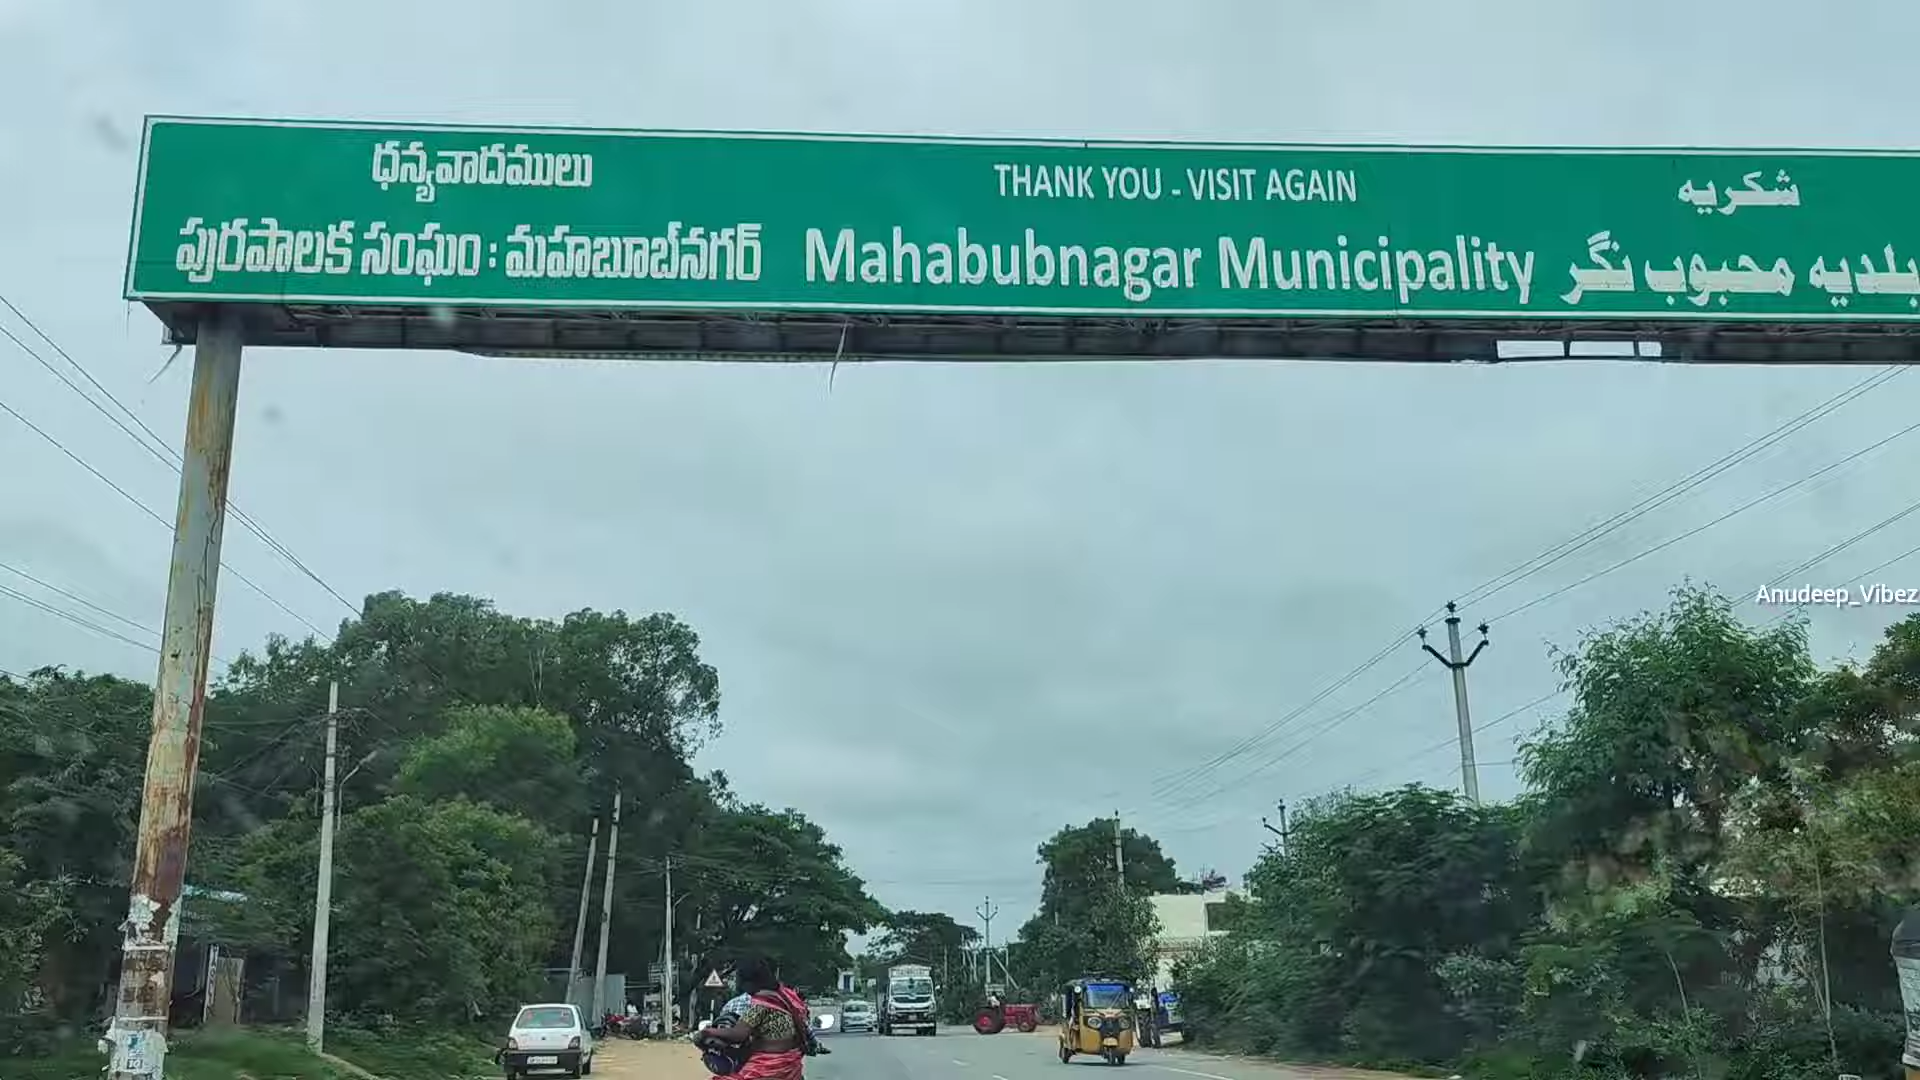 ధన్యవాదములు
పురపాలక సంఘం : మహబూబ్‌నగర్
THANK YOU - VISIT AGAIN
Mahabubnagar Municipality
شکریہ
بلدیہ محبوب نگر
Anudeep_Vibez